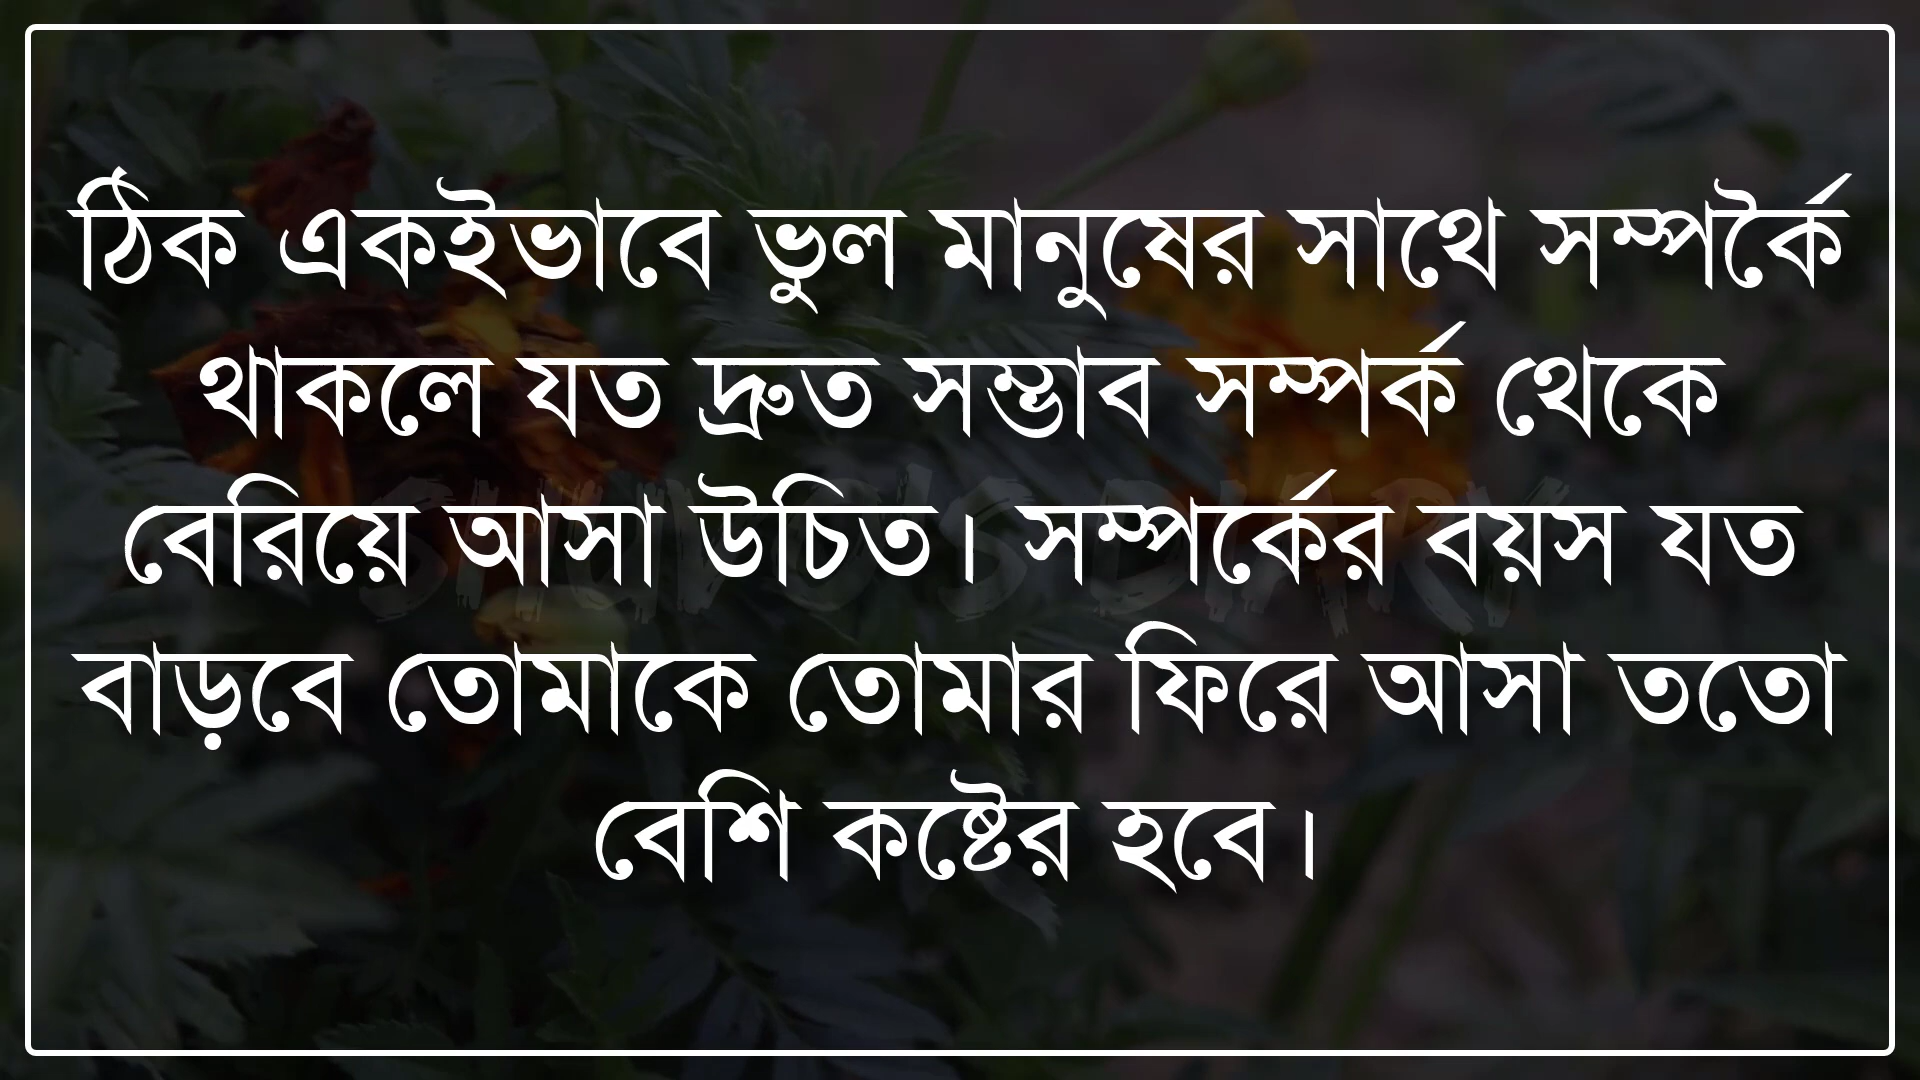 ঠিক একইভাবে ভুল মানুষের সাথে সম্পর্কৈ
থাকলে যত দ্রুত সম্ভাব সম্পর্ক থেকে
বেরিয়ে আসা উচিত। সম্পর্কের বয়স যত
বাড়বে তোমাকে তোমার ফিরে আসা ততো
বেশি কষ্টের হবে।